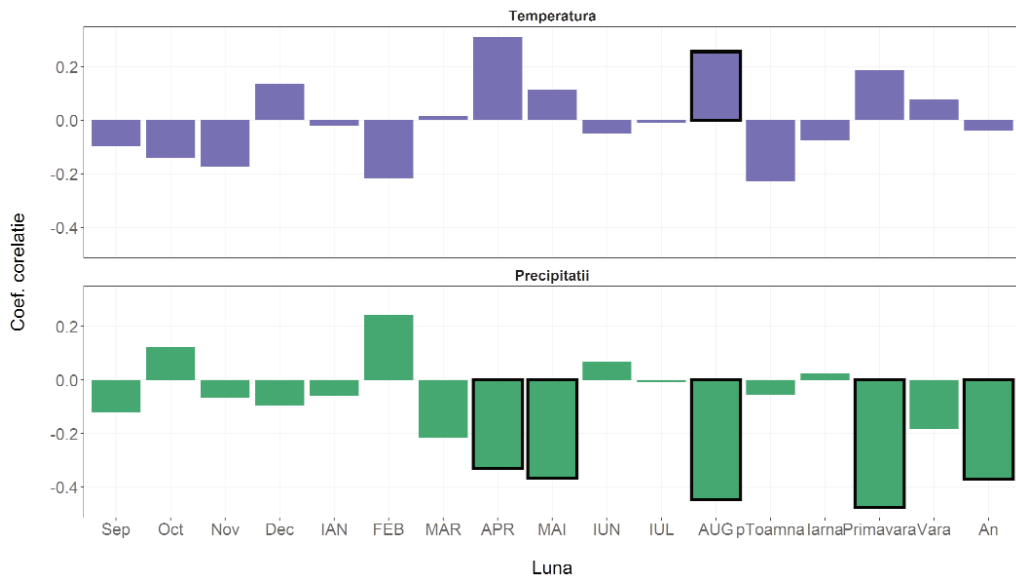 Temperatura
0.2
0.0
-0.2
-0.4
Coef. corelatie
Precipitatii
0.2
0.0
-0.2
-0.4
Sep Oct Nov Dec IAN FEB MAR APR MAI IUN IUL AUG pToamna Iarna Primavara Vara An
Luna